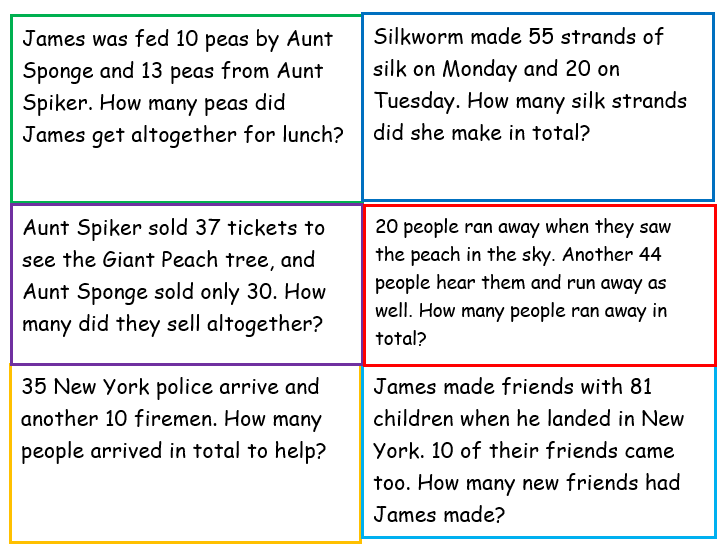 James was fed 10 peas by Aunt
Sponge and 13 peas from Aunt
Spiker. How many peas did
James get altogether for lunch?
Silkworm made 55 strands of
silk on Monday and 20 on
Tuesday. How many silk strands
did she make in total?
Aunt Spiker sold 37 tickets to
see the Giant Peach tree, and
Aunt Sponge sold only 30. How
many did they sell altogether?
20 people ran away when they saw
the peach in the sky. Another 44
people hear them and run away as
well. How many people ran away in
total?
35 New York police arrive and
another 10 firemen. How many
people arrived in total to help?
James made friends with 81
children when he landed in New
York. 10 of their friends came
too. How many new friends had
James made?